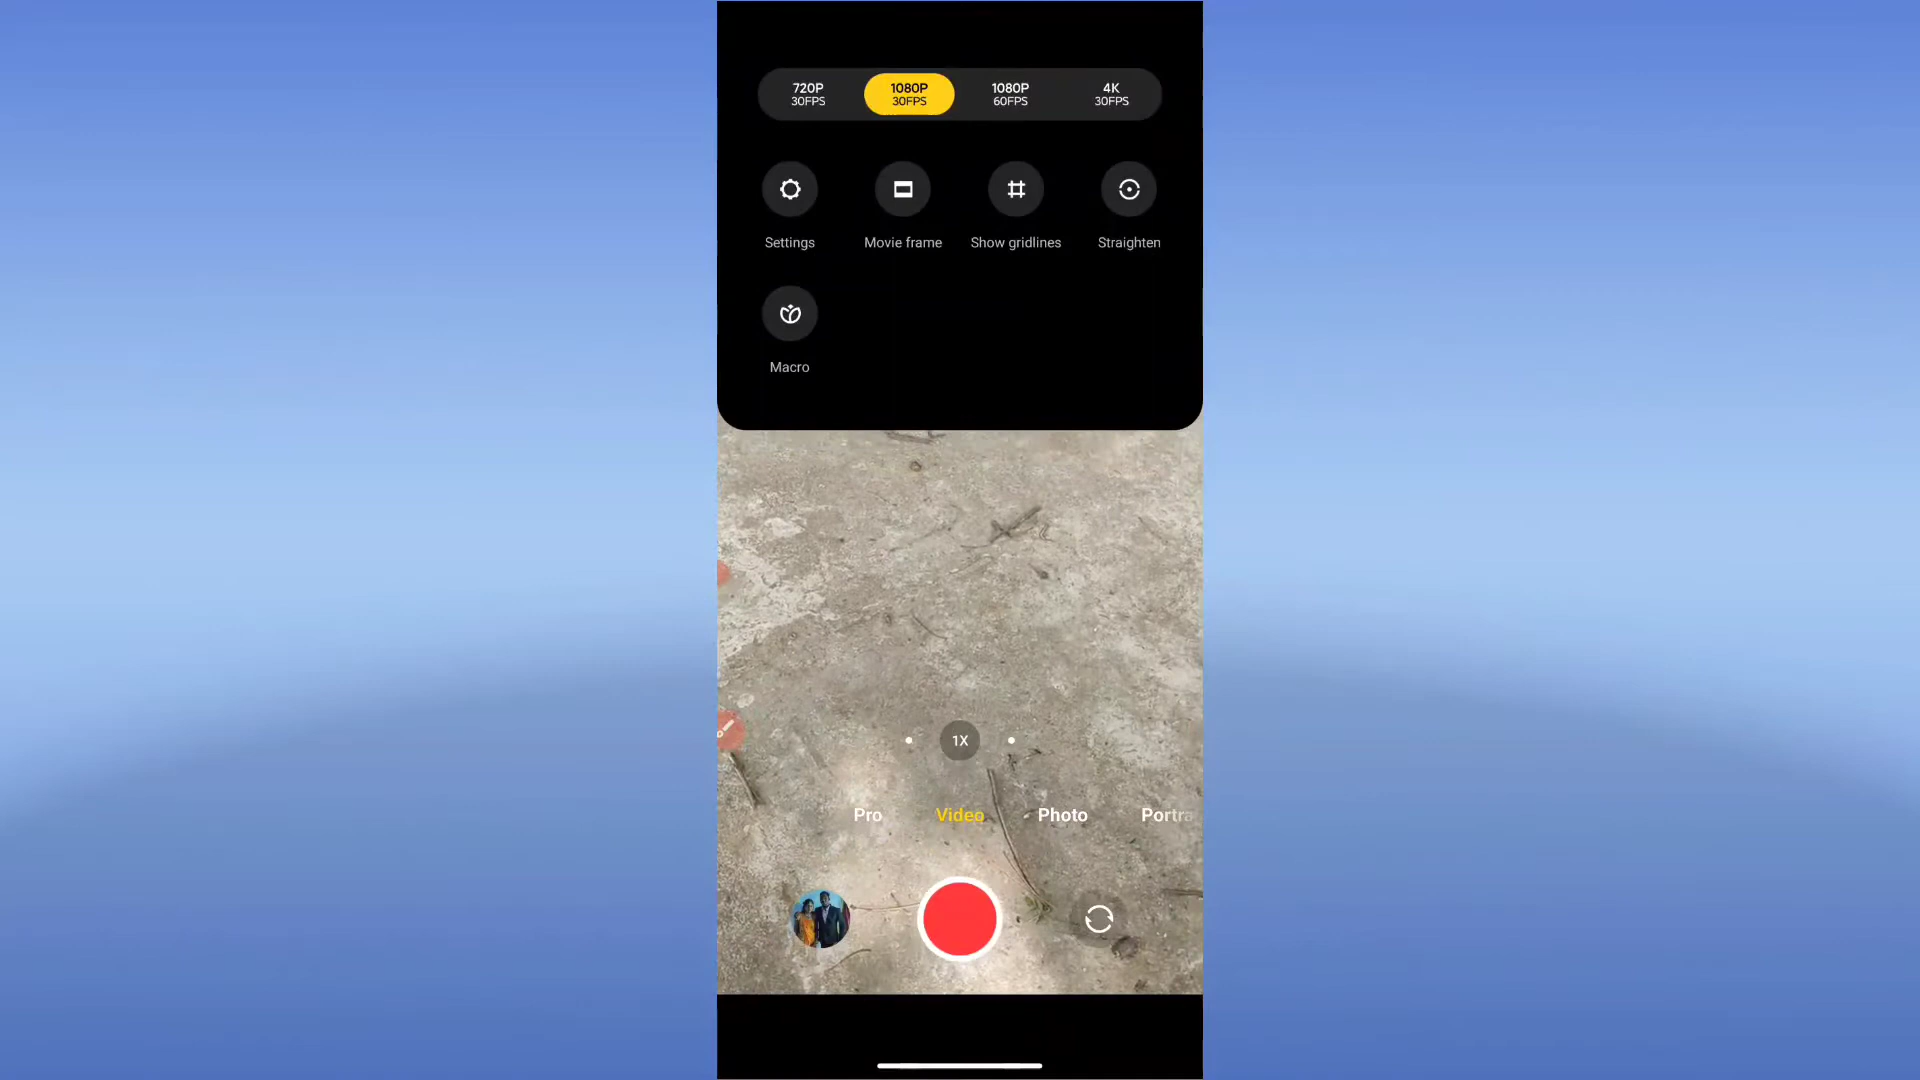 720P 1080P 1080P 4K
30FPS 30FPS 60FPS 30FPS
Settings Movie frame Show gridlines Straighten
Macro
1X
Pro Video Photo Portra